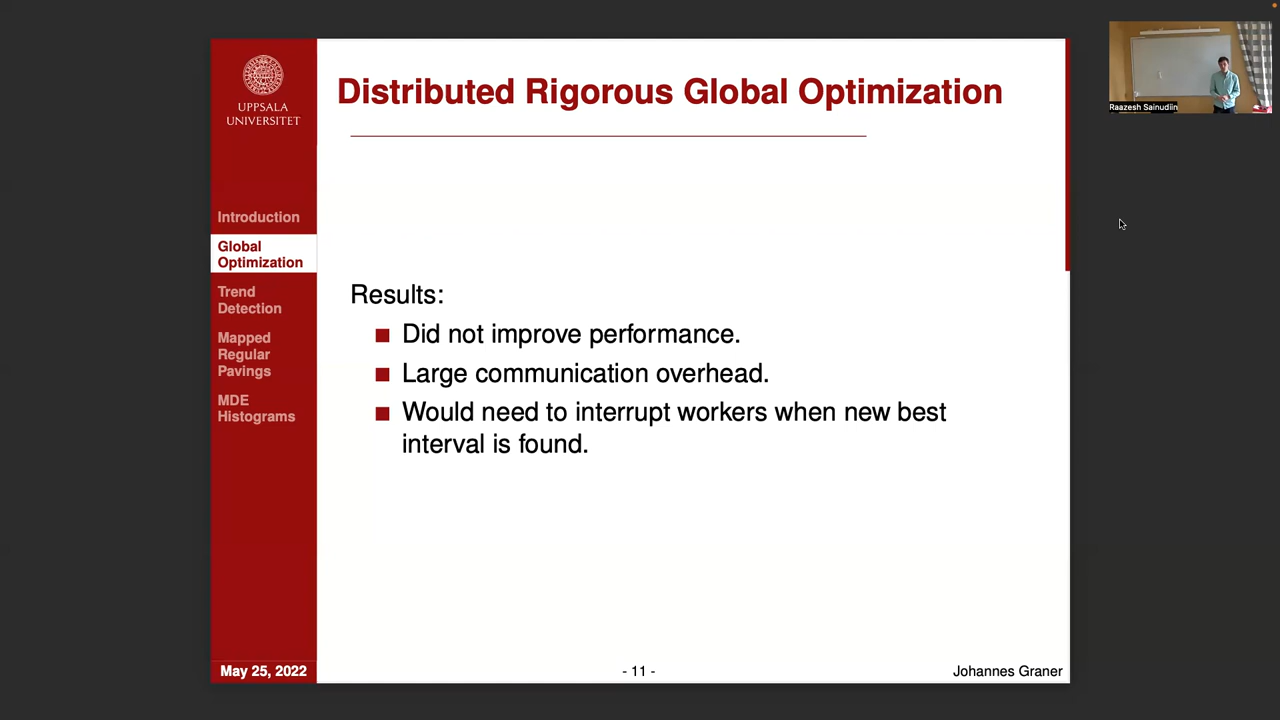 UPPSALA
UNIVERSITET
Introduction
Global
Optimization
Trend
Detection
Mapped
Regular
Pavings
MDE
Histograms
May 25, 2022
Distributed Rigorous Global Optimization
Results:
Did not improve performance.
Large communication overhead.
Would need to interrupt workers when new best
interval is found.
- 11 -
Johannes Graner
Raazesh Sainudiin